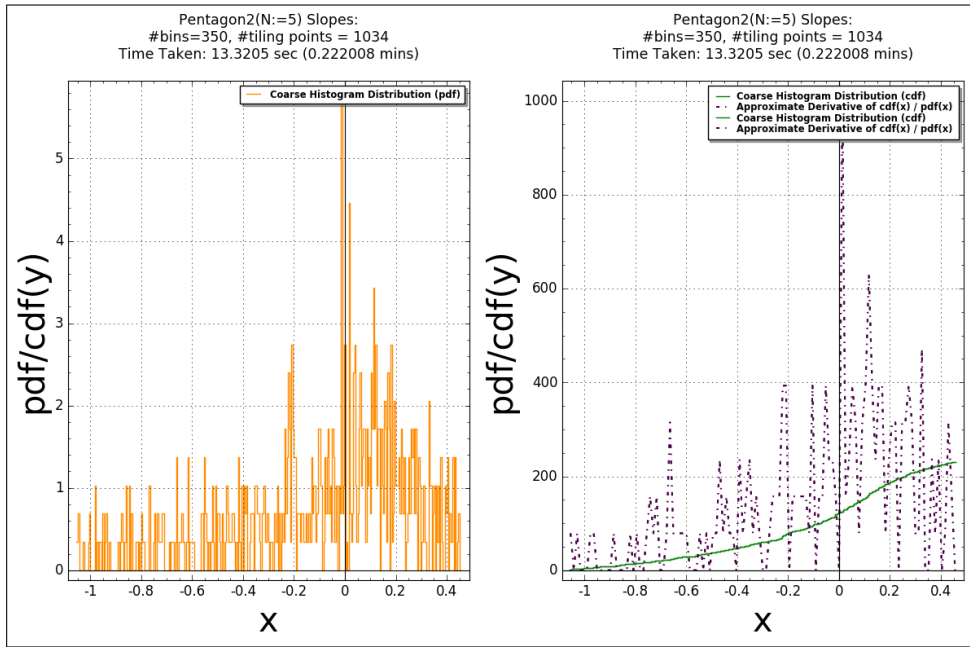 Pentagon2(N:=5) Slopes:
#bins=350, #tiling points = 1034
Time Taken: 13.3205 sec (0.222008 mins)
Coarse Histogram Distribution (pdf)
pdf/cdf(y)
5
4
3
2
1
0
-1 -0.8 -0.6 -0.4 -0.2 0 0.2 0.4
x
Pentagon2(N:=5) Slopes:
#bins=350, #tiling points = 1034
Time Taken: 13.3205 sec (0.222008 mins)
Coarse Histogram Distribution (cdf)
Approximate Derivative of cdf(x) / pdf(x)
Coarse Histogram Distribution (cdf)
Approximate Derivative of cdf(x) / pdf(x)
pdf/cdf(y)
1000
800
600
400
200
0
-1 -0.8 -0.6 -0.4 -0.2 0 0.2 0.4
x